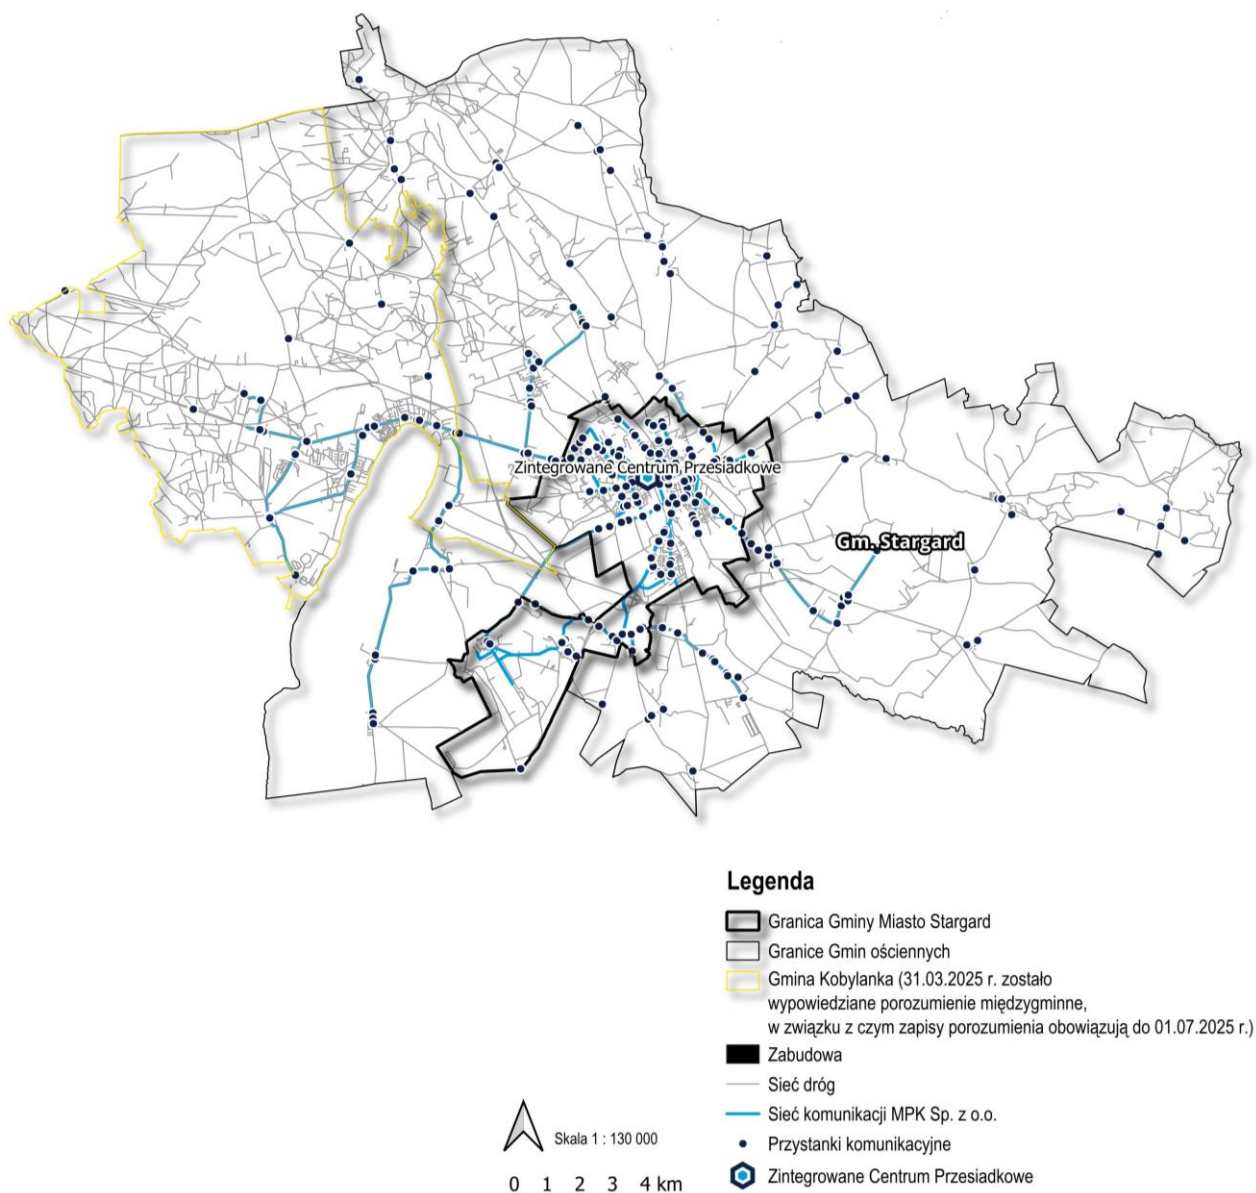 Zintegrowane Centrum Przesiadkowe
Gm. Stargard
Legenda
Granica Gminy Miasto Stargard
Granice Gmin ościennych
Gmina Kobylanka (31.03.2025 r. zostało
wypowiedziane porozumienie międzygminne,
w związku z czym zapisy porozumienia obowiązują do 01.07.2025 r.)
Zabudowa
Sieć dróg
Sieć komunikacji MPK Sp. z o.o.
Przystanki komunikacyjne
Zintegrowane Centrum Przesiadkowe
Skala 1 : 130 000
0 1 2 3 4 km